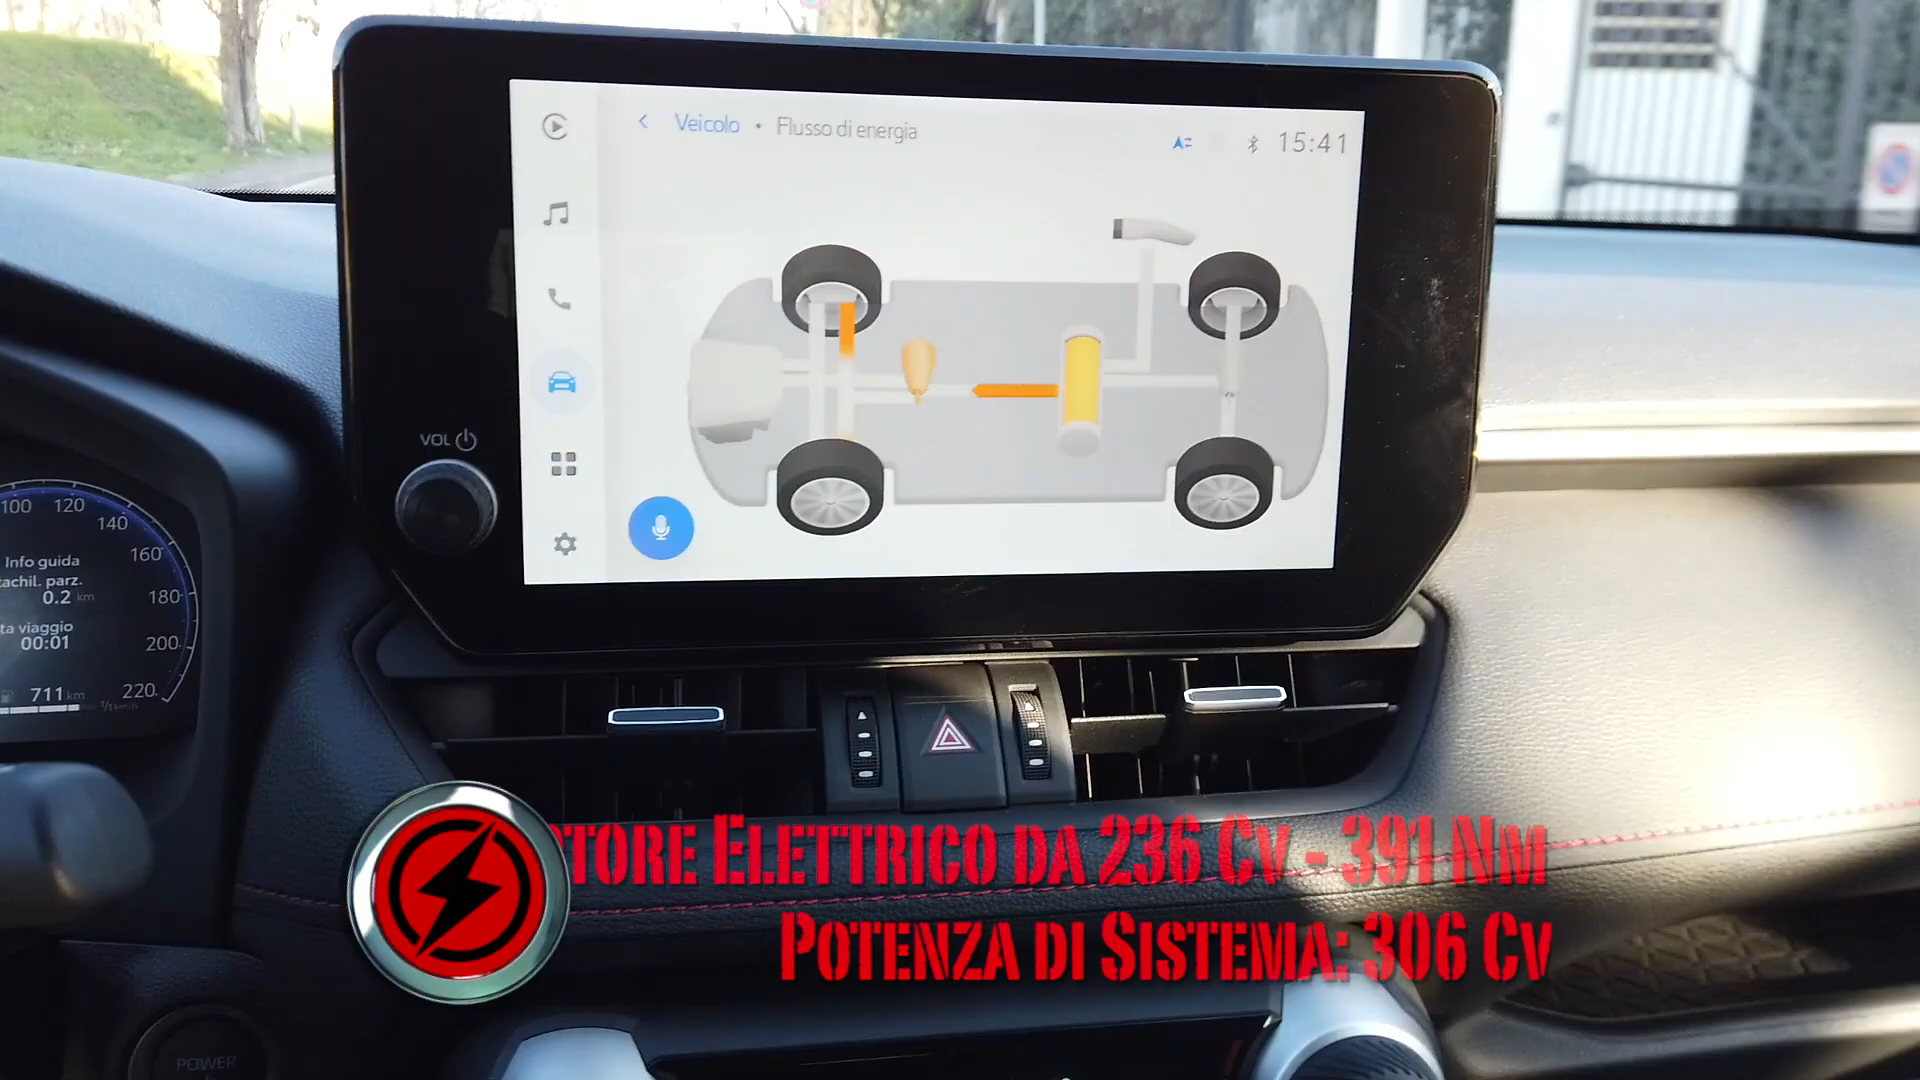 Veicolo • Flusso di energia
15:41
VOL
100 120
140
160
180
200
220
Info guida
tachil. parz.
0.2 km
ta viaggio
00:01
711 km
POWER
TORE ELETTRICO DA 236 CV - 391 NM
POTENZA DI SISTEMA: 306 CV